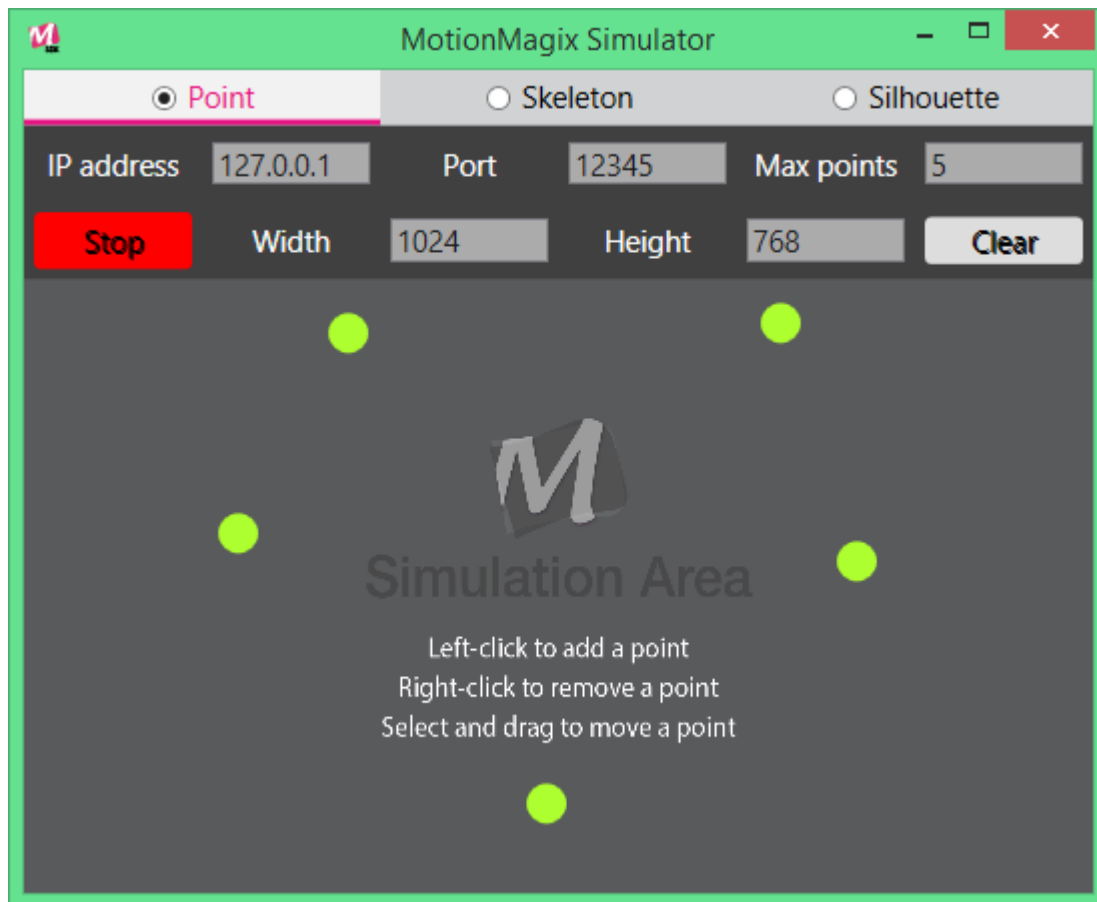 MotionMagix Simulator
Point Skeleton Silhouette
IP address 127.0.0.1 Port 12345 Max points 5
Stop Width 1024 Height 768 Clear
M
Simulation Area
Left-click to add a point
Right-click to remove a point
Select and drag to move a point